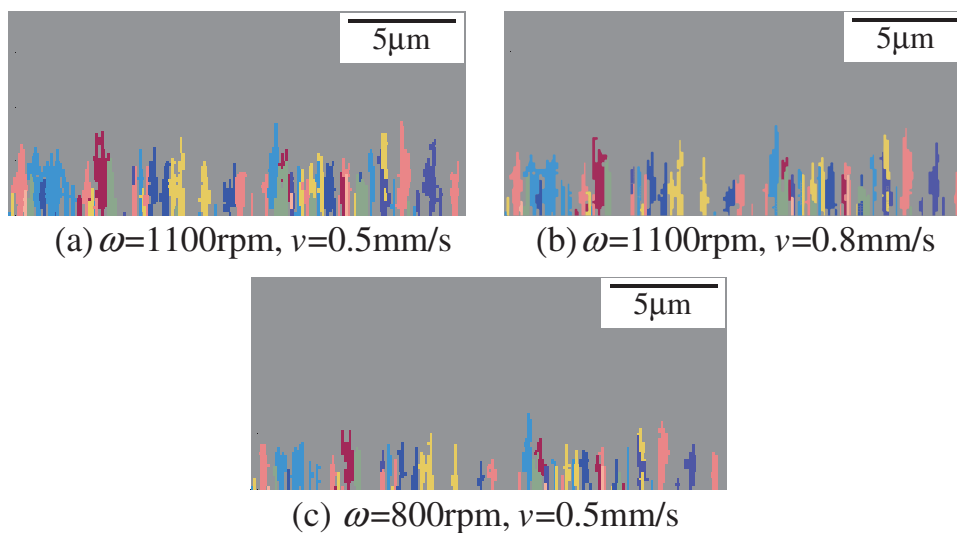 5μm
5μm
(a) ω=1100rpm, v=0.5mm/s
(b) ω=1100rpm, v=0.8mm/s
5μm
(c) ω=800rpm, v=0.5mm/s